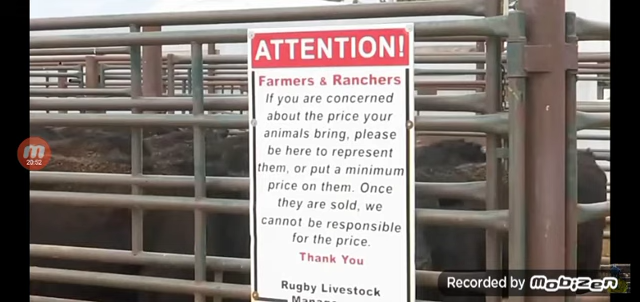 ATTENTION!
Farmers & Ranchers
If you are concerned
about the price your
animals bring, please
be here to represent
them, or put a minimum
price on them. Once
they are sold, we
cannot be responsible
for the price.
Thank You
Rugby Livestock
20:52
Recorded by mobizen